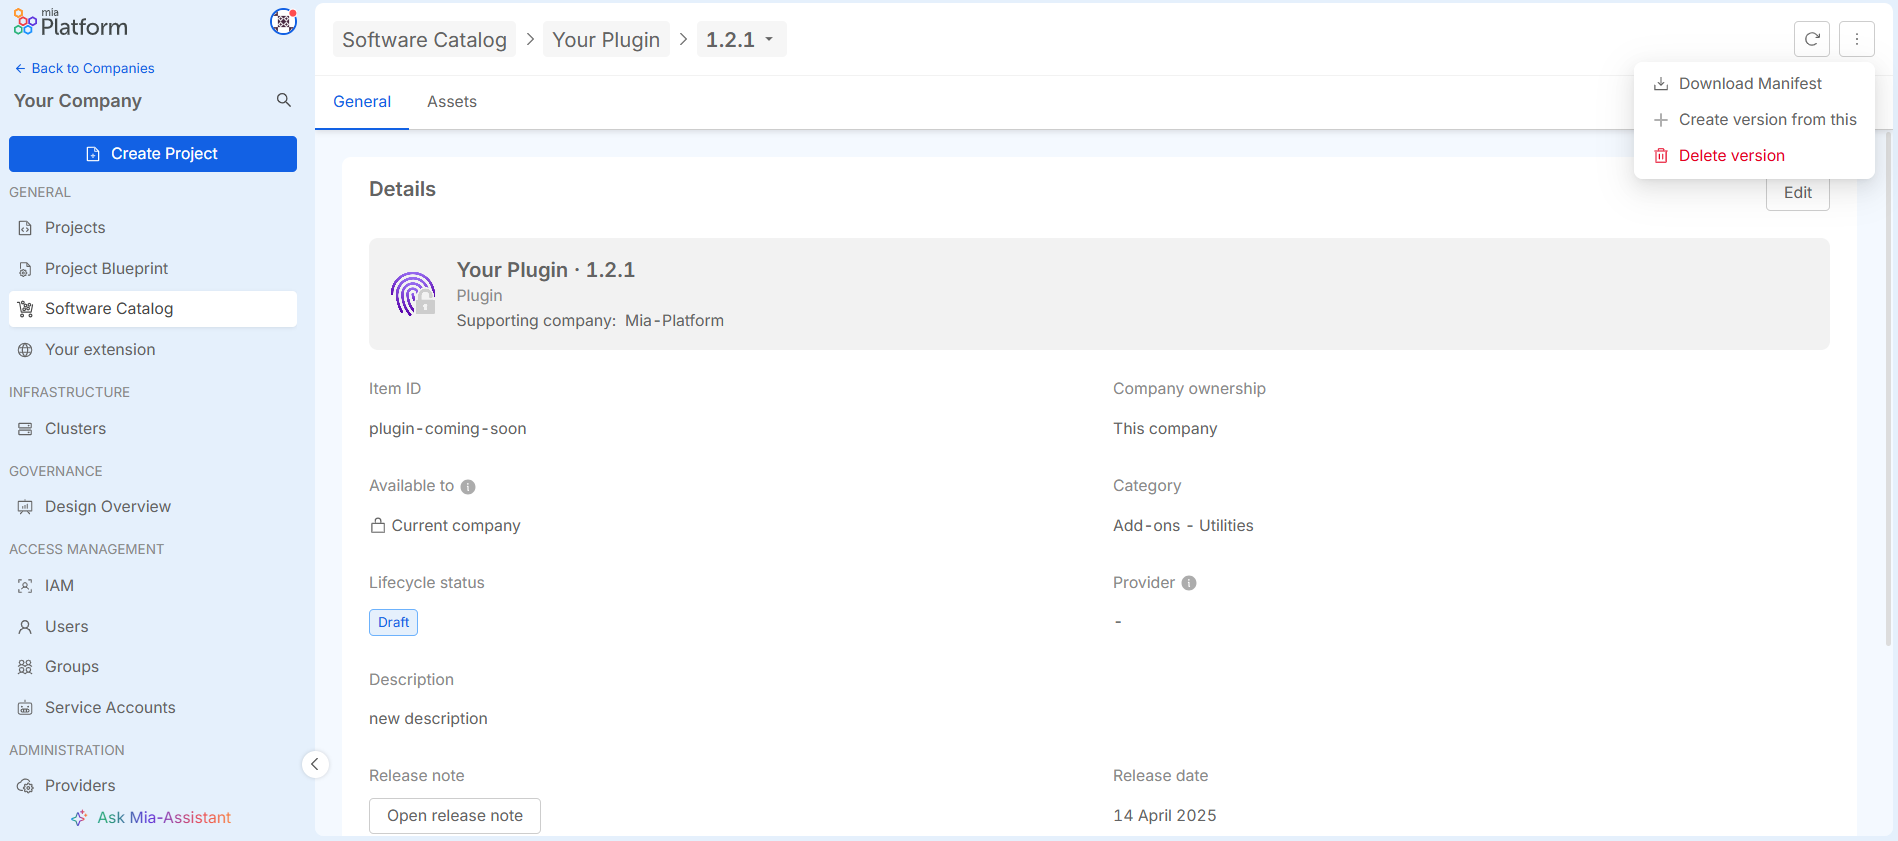 mia
Platform
Back to Companies
Your Company
Create Project
GENERAL
Projects
Project Blueprint
Software Catalog
Your extension
INFRASTRUCTURE
Clusters
GOVERNANCE
Design Overview
ACCESS MANAGEMENT
IAM
Users
Groups
Service Accounts
ADMINISTRATION
Providers
Ask Mia-Assistant
Software Catalog > Your Plugin > 1.2.1
General Assets
Download Manifest
Create version from this
Delete version
Details
Edit
Your Plugin · 1.2.1
Plugin
Supporting company: Mia-Platform
Item ID
plugin-coming-soon
Company ownership
This company
Available to
Current company
Category
Add-ons - Utilities
Lifecycle status
Draft
Provider
-
Description
new description
Release note
Open release note
Release date
14 April 2025